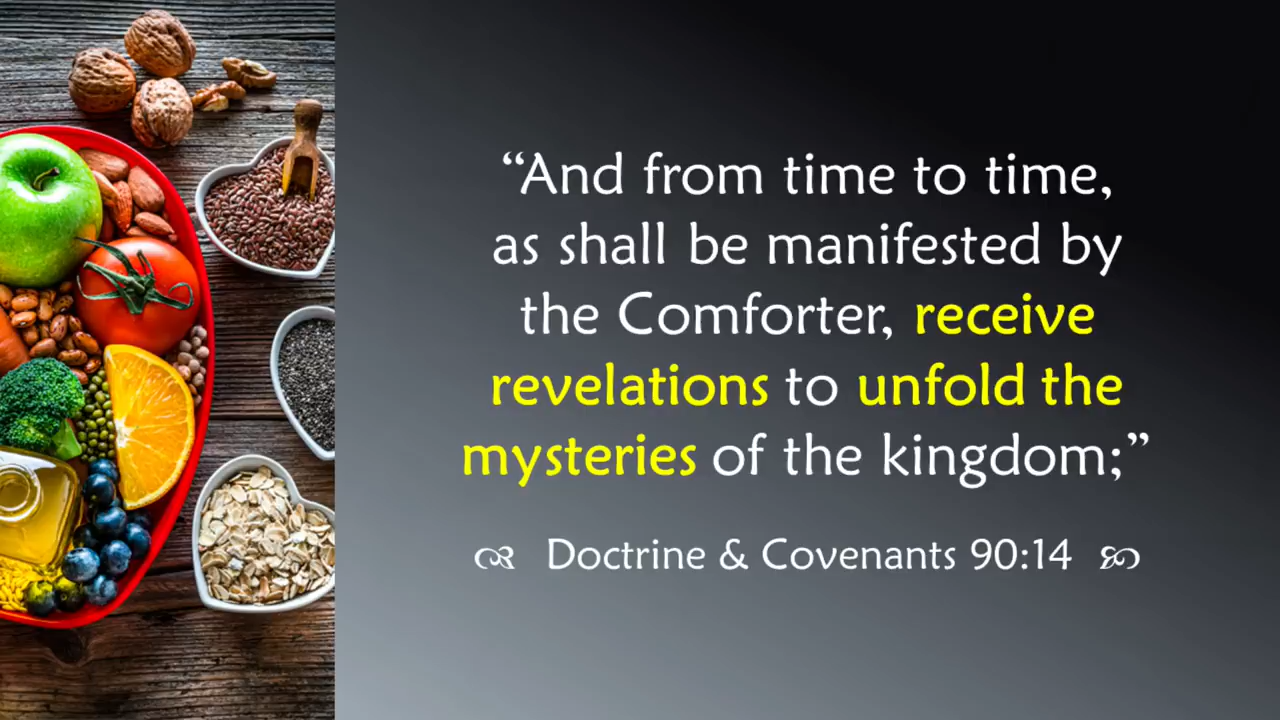 “And from time to time,
as shall be manifested by
the Comforter, receive
revelations to unfold the
mysteries of the kingdom;”
Doctrine & Covenants 90:14